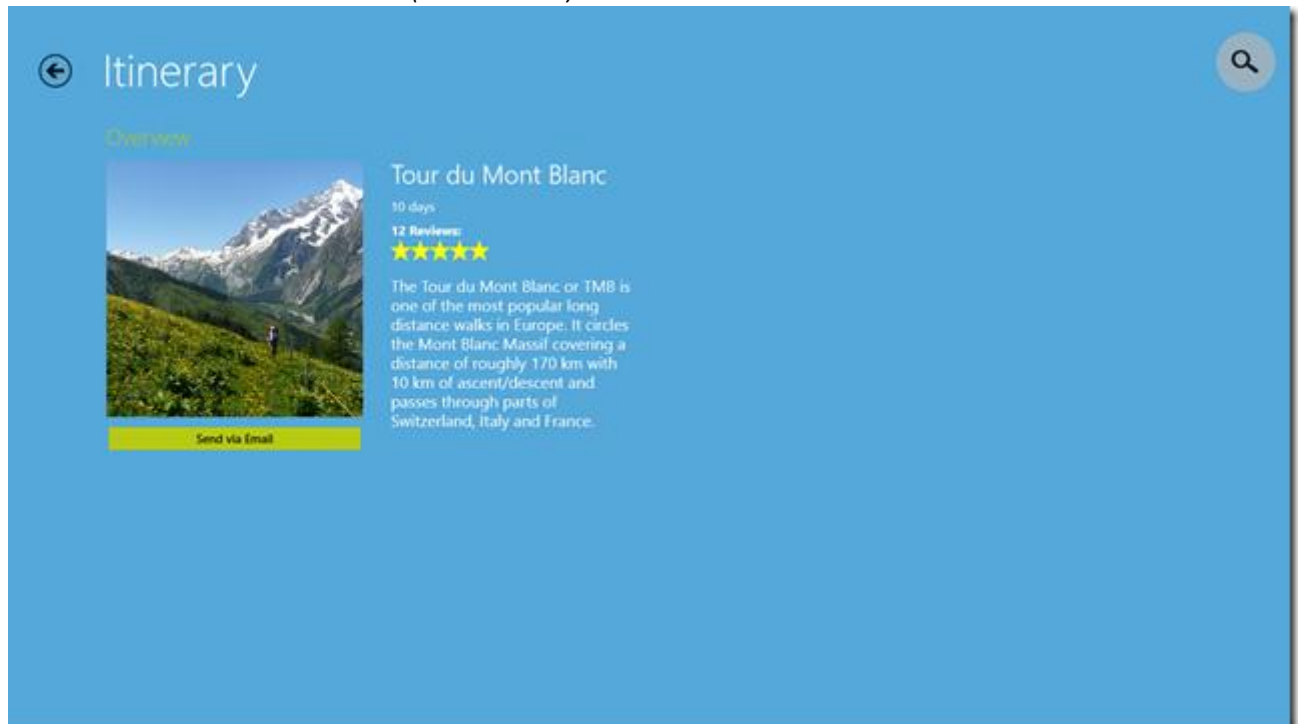 Itinerary
Overview
Tour du Mont Blanc
10 days
12 Reviews:
The Tour du Mont Blanc or TMB is
one of the most popular long
distance walks in Europe. It circles
the Mont Blanc Massif covering a
distance of roughly 170 km with
10 km of ascent/descent and
passes through parts of
Switzerland, Italy and France.
Send via Email